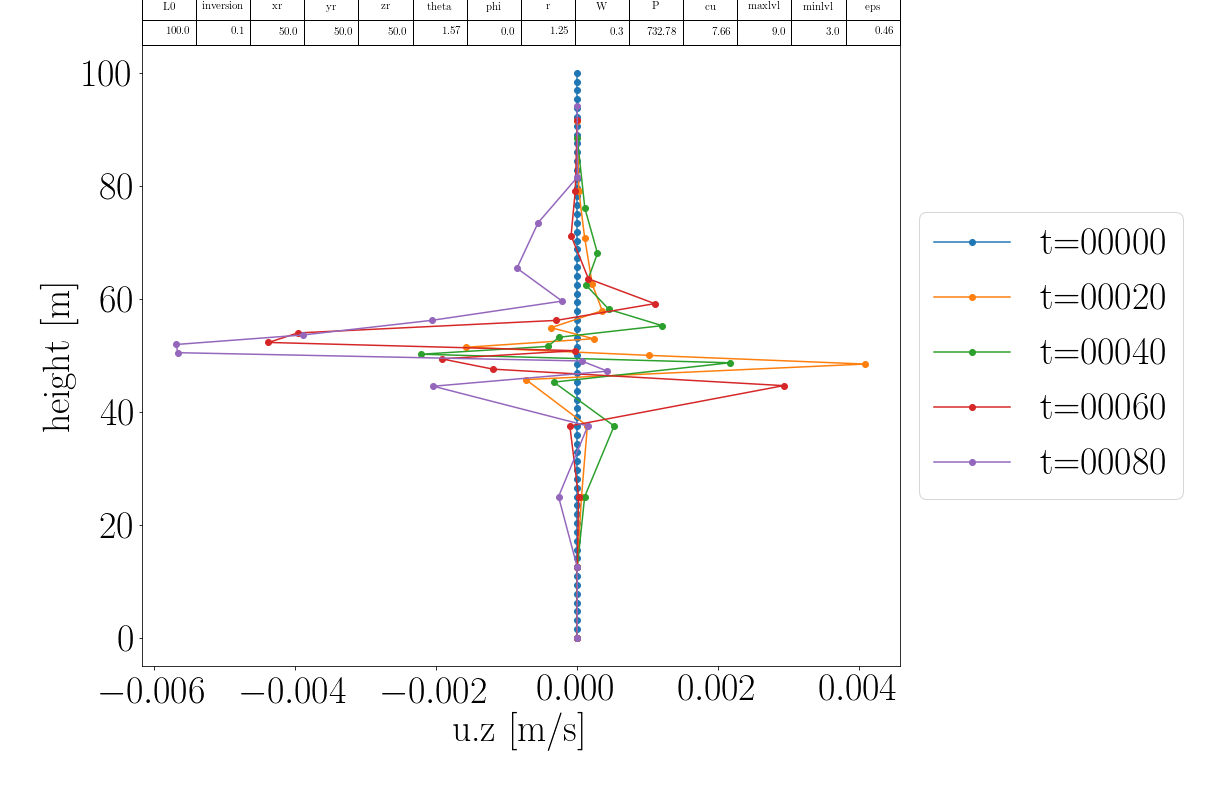 L0 inversion xr yr zr theta phi r W P cu maxlvl minlvl eps
100.0 0.1 50.0 50.0 50.0 1.57 0.0 1.25 0.3 732.78 7.66 9.0 3.0 0.46
100
80
60
40
20
0
height [m]
−0.006 −0.004 −0.002 0.000 0.002 0.004
u.z [m/s]
t=00000
t=00020
t=00040
t=00060
t=00080